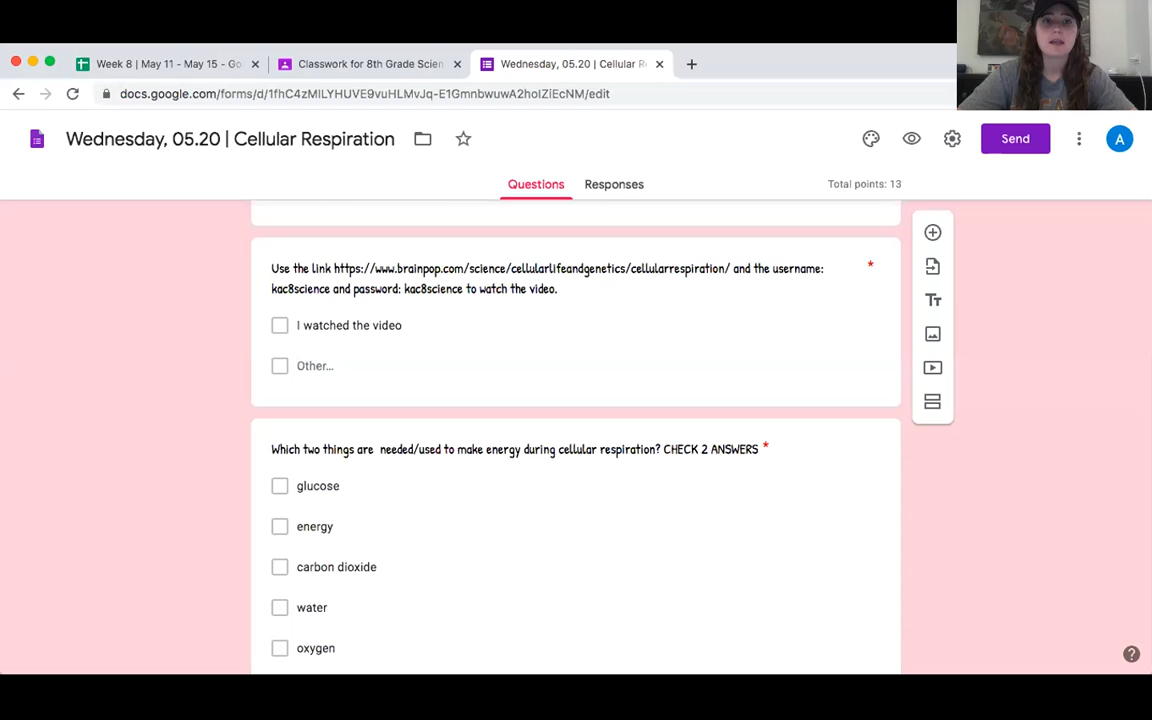 Week 8 | May 11 - May 15 - Go
Classwork for 8th Grade Scien
Wednesday, 05.20 | Cellular R
docs.google.com/forms/d/1fhC4zMlLYHUVE9vuHLMvJq-E1GmnbwuwA2hoIZiEcNM/edit
Wednesday, 05.20 | Cellular Respiration
Send
A
Questions
Responses
Total points: 13
Use the link https://www.brainpop.com/science/cellularlifeandgenetics/cellularrespiration/ and the username: *
kac8science and password: kac8science to watch the video.
I watched the video
Other...
Which two things are needed/used to make energy during cellular respiration? CHECK 2 ANSWERS *
glucose
energy
carbon dioxide
water
oxygen